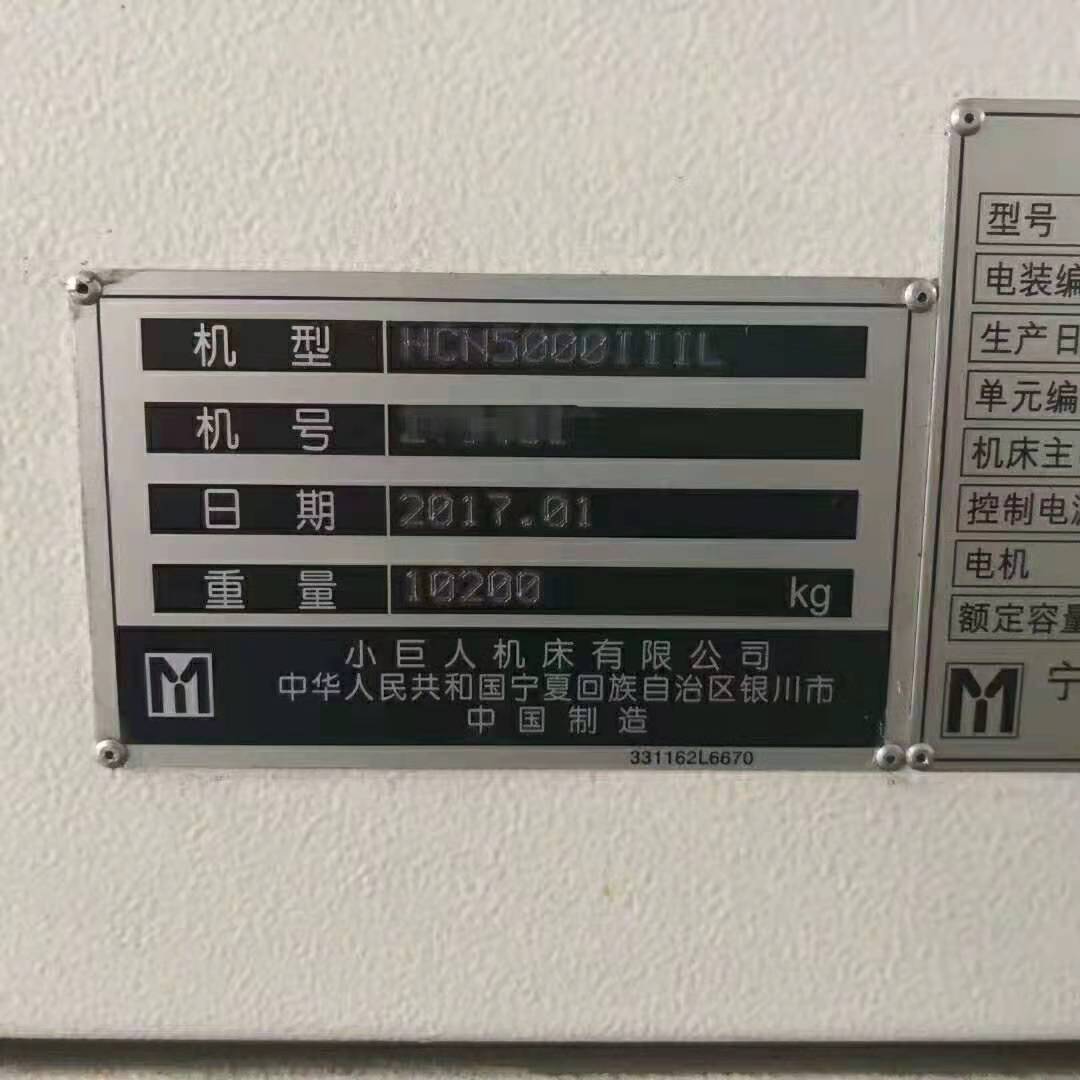 机型 HCN5000IIIL
机号
日期 2017.01
重量 10200 kg
小巨人机床有限公司
中华人民共和国宁夏回族自治区银川市
中国制造
331162L6670
型号
电装编
生产日
单元编
机床主
控制电源
电机
额定容量
宁